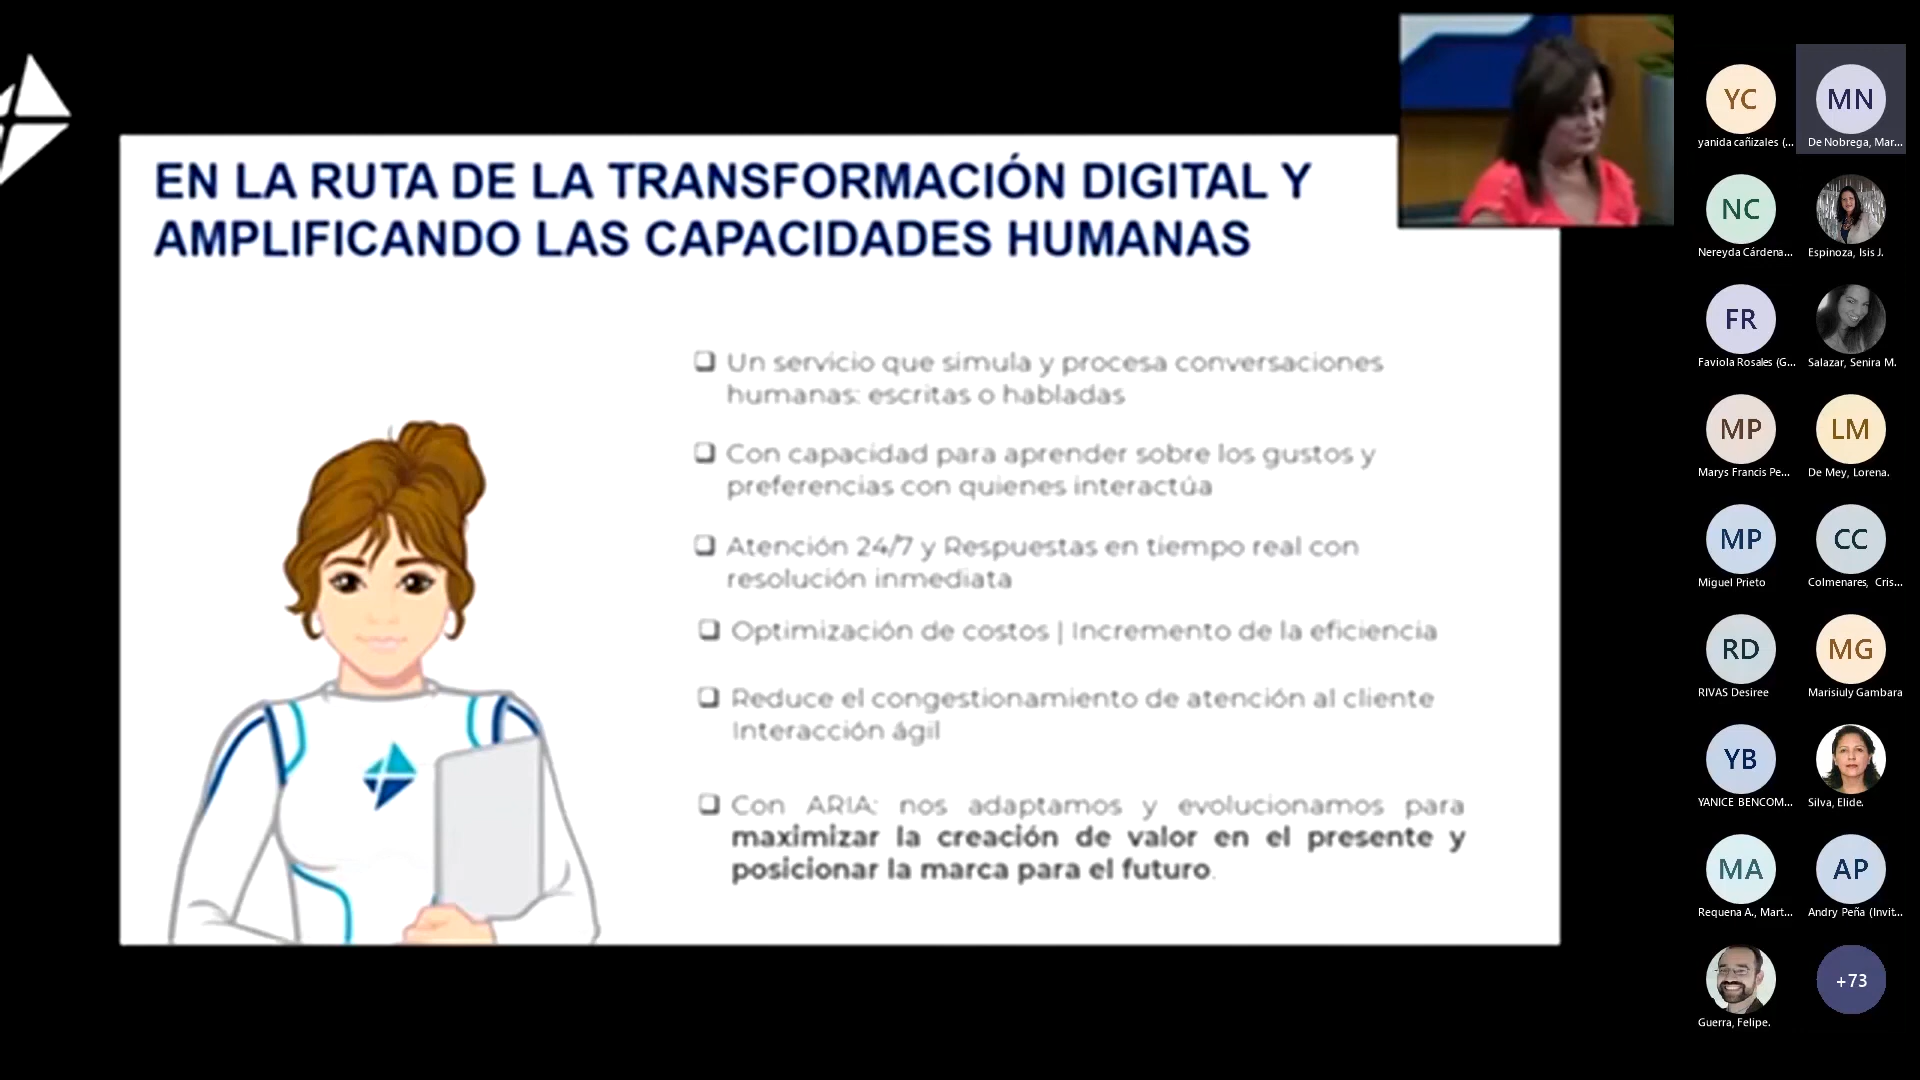 EN LA RUTA DE LA TRANSFORMACIÓN DIGITAL Y
AMPLIFICANDO LAS CAPACIDADES HUMANAS
Un servicio que simula y procesa conversaciones
humanas: escritas o habladas
Con capacidad para aprender sobre los gustos y
preferencias con quienes interactúa
Atención 24/7 y Respuestas en tiempo real con
resolución inmediata
Optimización de costos | Incremento de la eficiencia
Reduce el congestionamiento de atención al cliente
Interacción ágil
Con ARIA: nos adaptamos y evolucionamos para
maximizar la creación de valor en el presente y
posicionar la marca para el futuro.
YC
yanida cañizales (...
MN
De Nobrega, Mar...
NC
Nereyda Cárdena...
Espinoza, Isis J.
FR
Faviola Rosales (G...
Salazar, Senira M.
MP
Marys Francis Pe...
LM
De Mey, Lorena.
MP
Miguel Prieto
CC
Colmenares, Cris...
RD
RIVAS Desiree
MG
Marisiuly Gambara
YB
YANICE BENCOM...
Silva, Elide.
MA
Requena A., Mart...
AP
Andry Peña (Invit...
Guerra, Felipe.
+73